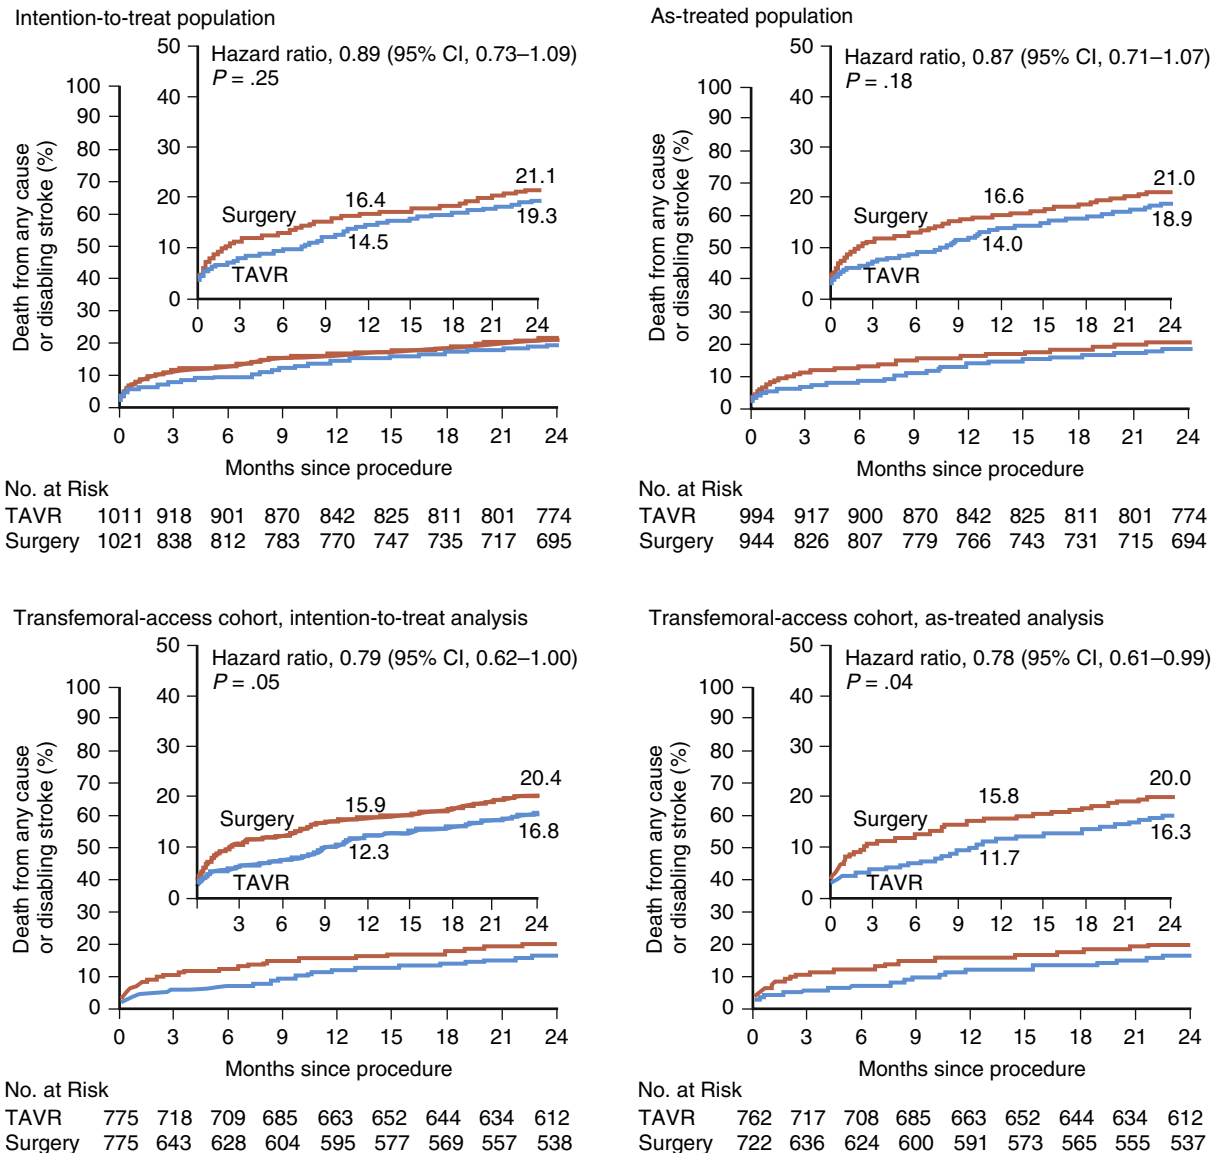 Intention-to-treat population
Hazard ratio, 0.89 (95% CI, 0.73–1.09)
P = .25
Death from any cause
or disabling stroke (%)
100
90
80
70
60
50
40
30
20
10
0
50
40
30
20
10
0
Surgery
TAVR
16.4
14.5
21.1
19.3
0 3 6 9 12 15 18 21 24
0 3 6 9 12 15 18 21 24
Months since procedure
No. at Risk
TAVR 1011 918 901 870 842 825 811 801 774
Surgery 1021 838 812 783 770 747 735 717 695
As-treated population
Hazard ratio, 0.87 (95% CI, 0.71–1.07)
P = .18
Death from any cause
or disabling stroke (%)
100
90
80
70
60
50
40
30
20
10
0
50
40
30
20
10
0
Surgery
TAVR
16.6
14.0
21.0
18.9
0 3 6 9 12 15 18 21 24
0 3 6 9 12 15 18 21 24
Months since procedure
No. at Risk
TAVR 994 917 900 870 842 825 811 801 774
Surgery 944 826 807 779 766 743 731 715 694
Transfemoral-access cohort, intention-to-treat analysis
Hazard ratio, 0.79 (95% CI, 0.62–1.00)
P = .05
Death from any cause
or disabling stroke (%)
100
90
80
70
60
50
40
30
20
10
0
50
40
30
20
10
0
Surgery
TAVR
15.9
12.3
20.4
16.8
3 6 9 12 15 18 21 24
0 3 6 9 12 15 18 21 24
Months since procedure
No. at Risk
TAVR 775 718 709 685 663 652 644 634 612
Surgery 775 643 628 604 595 577 569 557 538
Transfemoral-access cohort, as-treated analysis
Hazard ratio, 0.78 (95% CI, 0.61–0.99)
P = .04
Death from any cause
or disabling stroke (%)
100
90
80
70
60
50
40
30
20
10
0
50
40
30
20
10
0
Surgery
TAVR
15.8
11.7
20.0
16.3
0 3 6 9 12 15 18 21 24
0 3 6 9 12 15 18 21 24
Months since procedure
No. at Risk
TAVR 762 717 708 685 663 652 644 634 612
Surgery 722 636 624 600 591 573 565 555 537